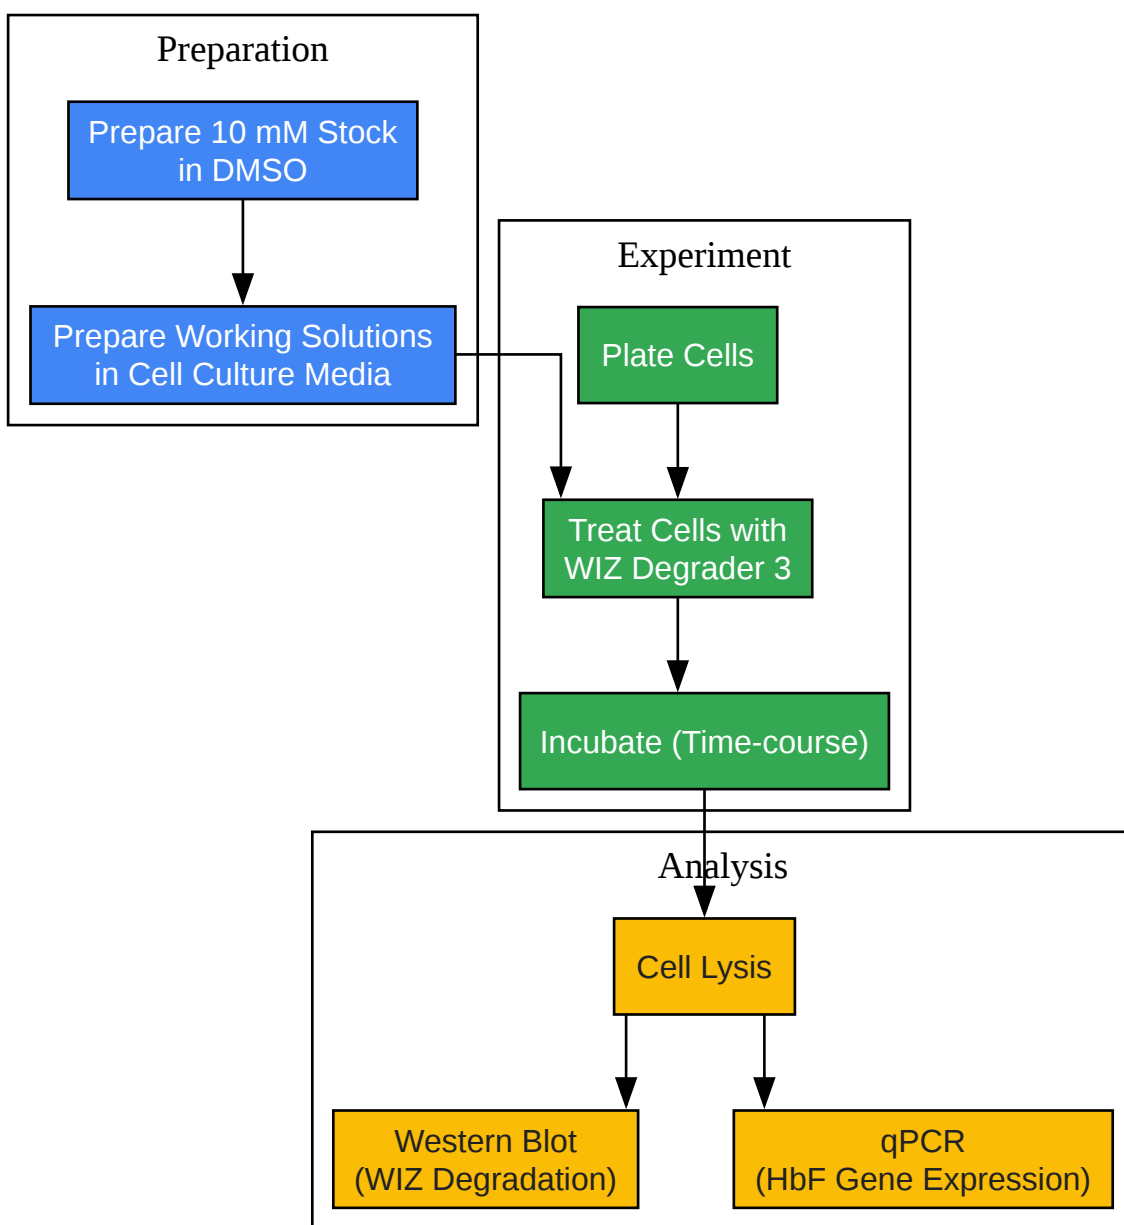 Preparation
Prepare 10 mM Stock
in DMSO
Prepare Working Solutions
in Cell Culture Media
Experiment
Plate Cells
Treat Cells with
WIZ Degrader 3
Incubate (Time-course)
Analysis
Cell Lysis
Western Blot
(WIZ Degradation)
qPCR
(HbF Gene Expression)